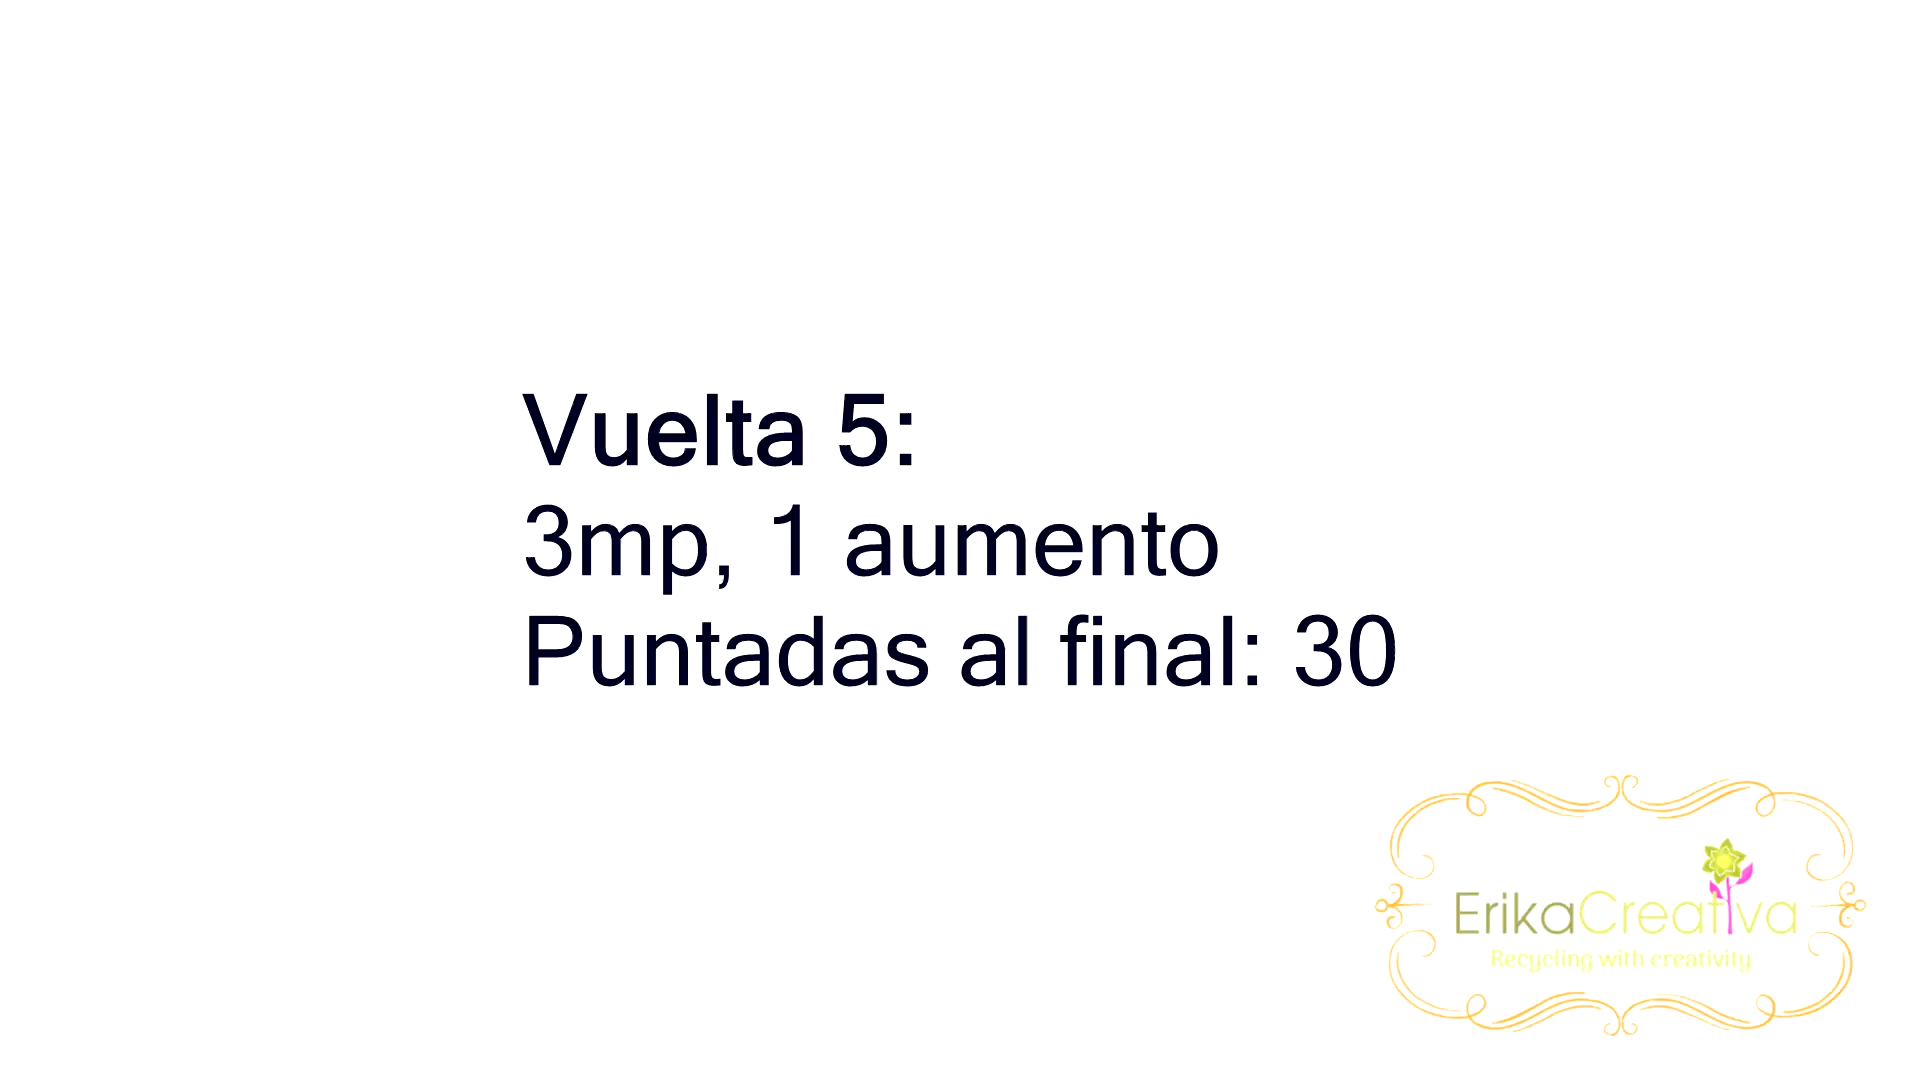 Vuelta 5:
3mp, 1 aumento
Puntadas al final: 30
ErikaCreativa
Recycling with creativity